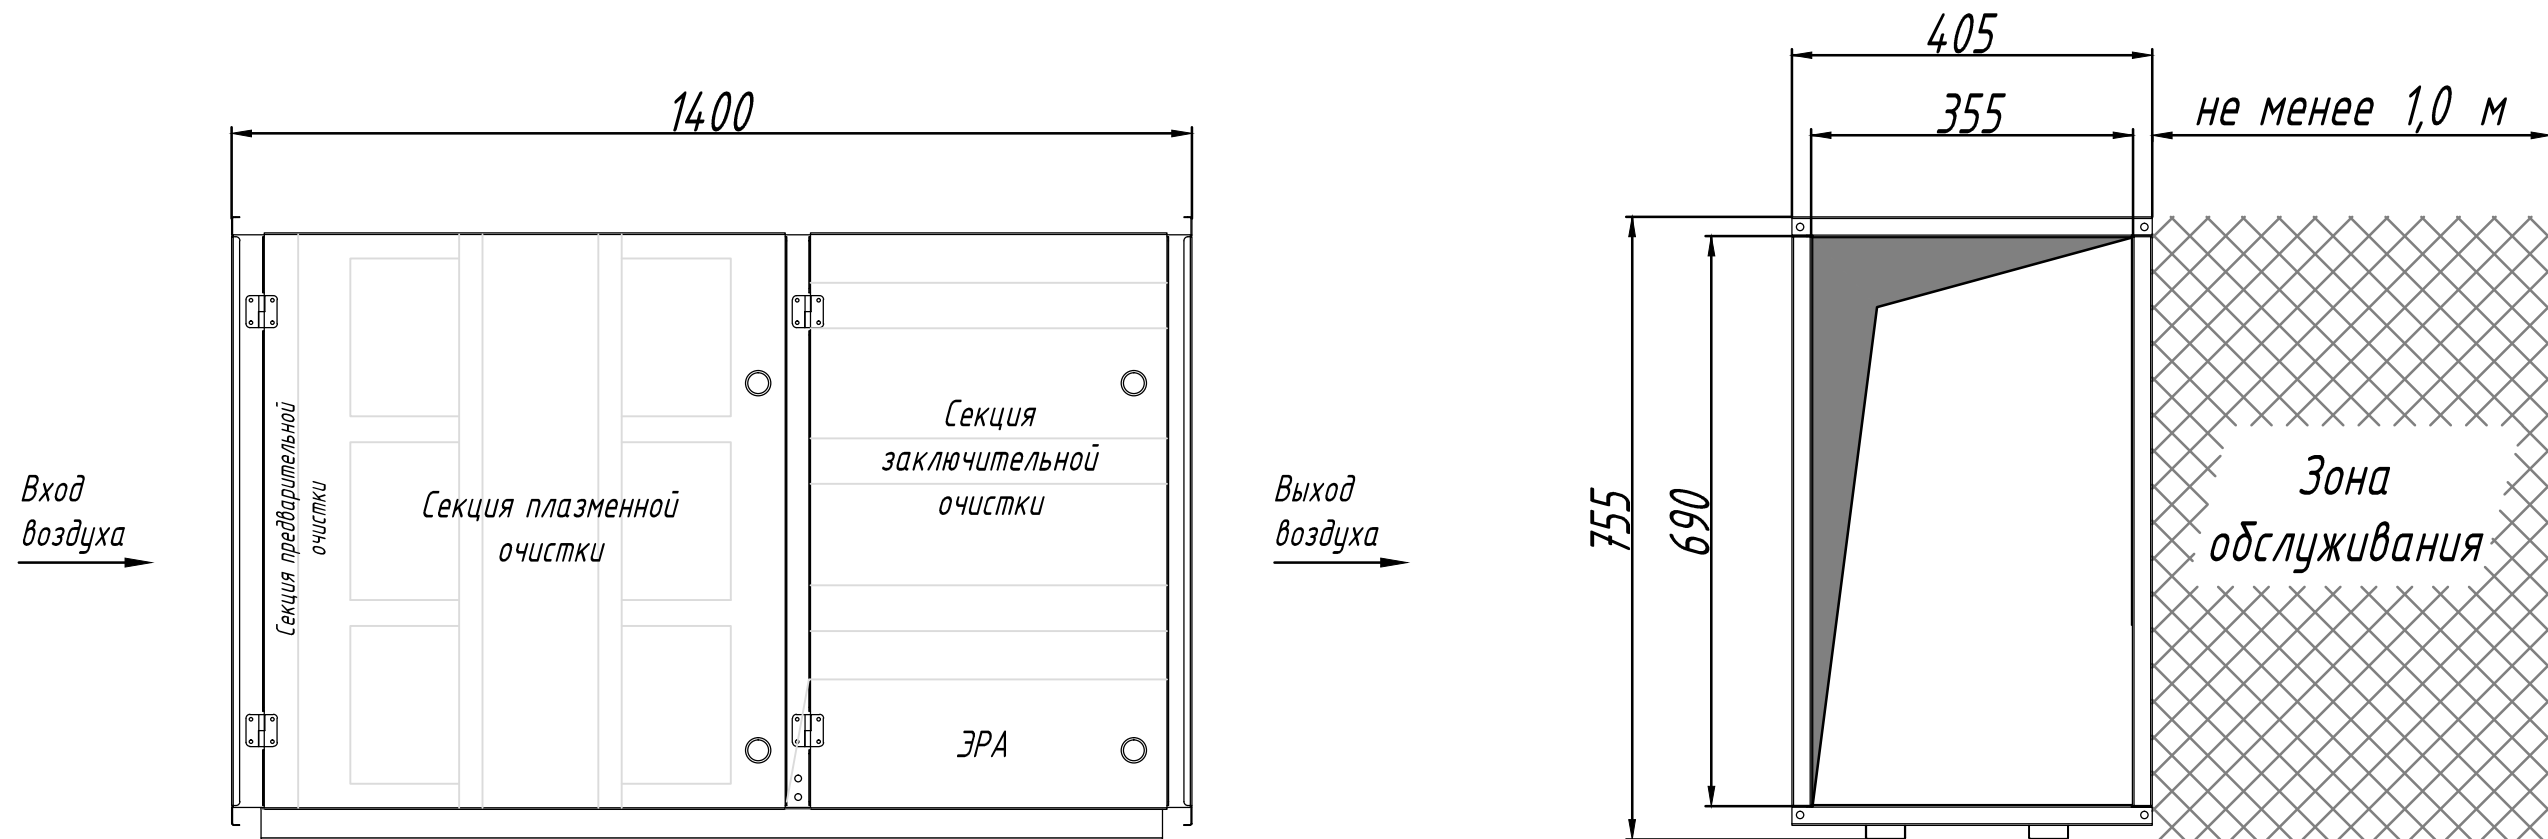 1400
405
355
не менее 1,0 м
755
690
Вход
воздуха
Секция предварительной
очистки
Секция плазменной
очистки
Секция
заключительной
очистки
ЭРА
Выход
воздуха
Зона
обслуживания